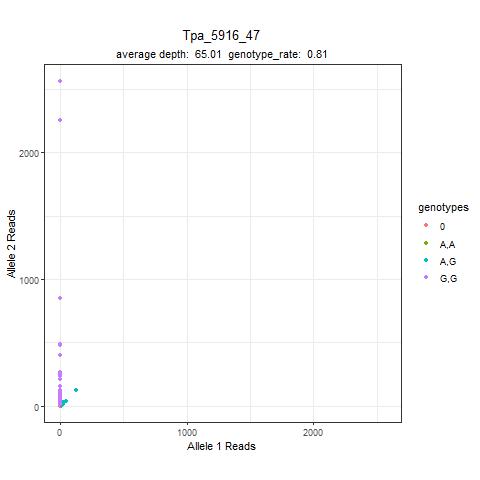 Tpa_5916_47
average depth: 65.01 genotype_rate: 0.81
Allele 2 Reads
2000
1000
0
0 1000 2000
Allele 1 Reads
genotypes
0
A,A
A,G
G,G